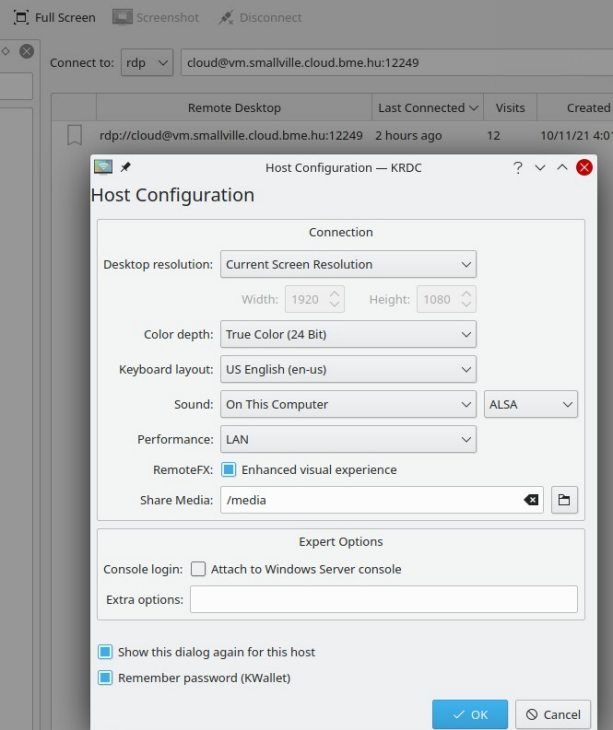 Full Screen Screenshot Disconnect
Connect to: rdp cloud@vm.smallville.cloud.bme.hu:12249
Remote Desktop Last Connected Visits Created
rdp://cloud@vm.smallville.cloud.bme.hu:12249 2 hours ago 12 10/11/21
Host Configuration — KRDC
Host Configuration
Connection
Desktop resolution: Current Screen Resolution
Width: 1920 Height: 1080
Color depth: True Color (24 Bit)
Keyboard layout: US English (en-us)
Sound: On This Computer ALSA
Performance: LAN
RemoteFX: Enhanced visual experience
Share Media: /media
Expert Options
Console login: Attach to Windows Server console
Extra options:
Show this dialog again for this host
Remember password (KWallet)
OK Cancel